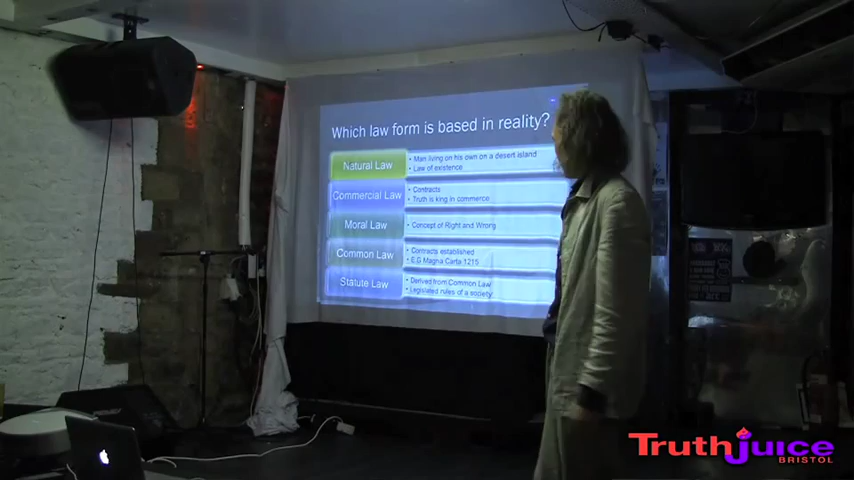 Which law form is based in reality?
Natural Law
• Man living on his own on a desert island
• Law of existence
Commercial Law
• Contracts
• Truth is king in commerce
Moral Law
• Concept of Right and Wrong
Common Law
• Contracts established
• E.G Magna Carta 1215
Statute Law
• Derived from Common Law
• Legislated rules of a society
Truthjuice
BRISTOL